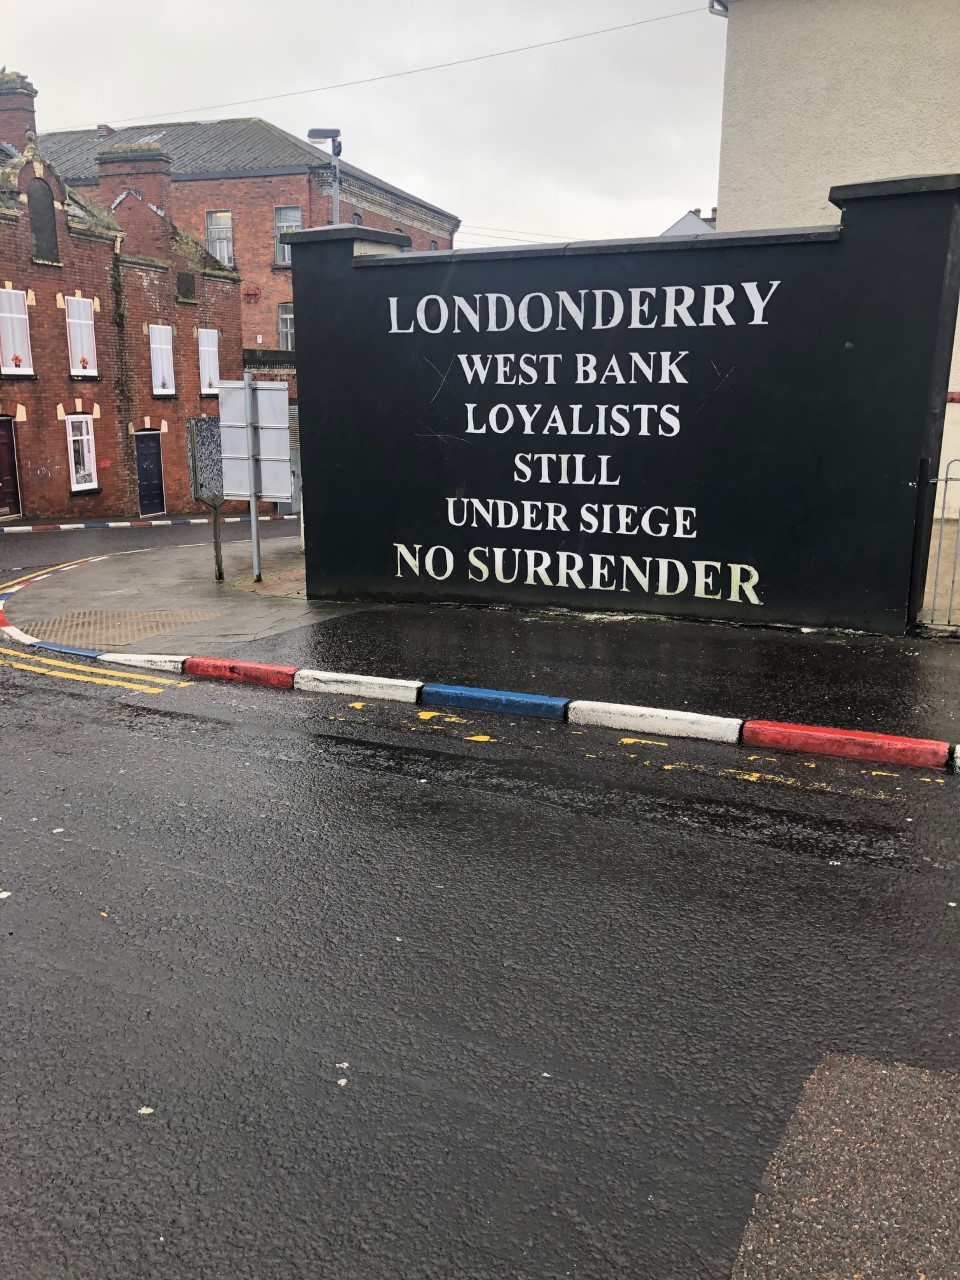 LONDONDERRY
WEST BANK
LOYALISTS
STILL
UNDER SIEGE
NO SURRENDER